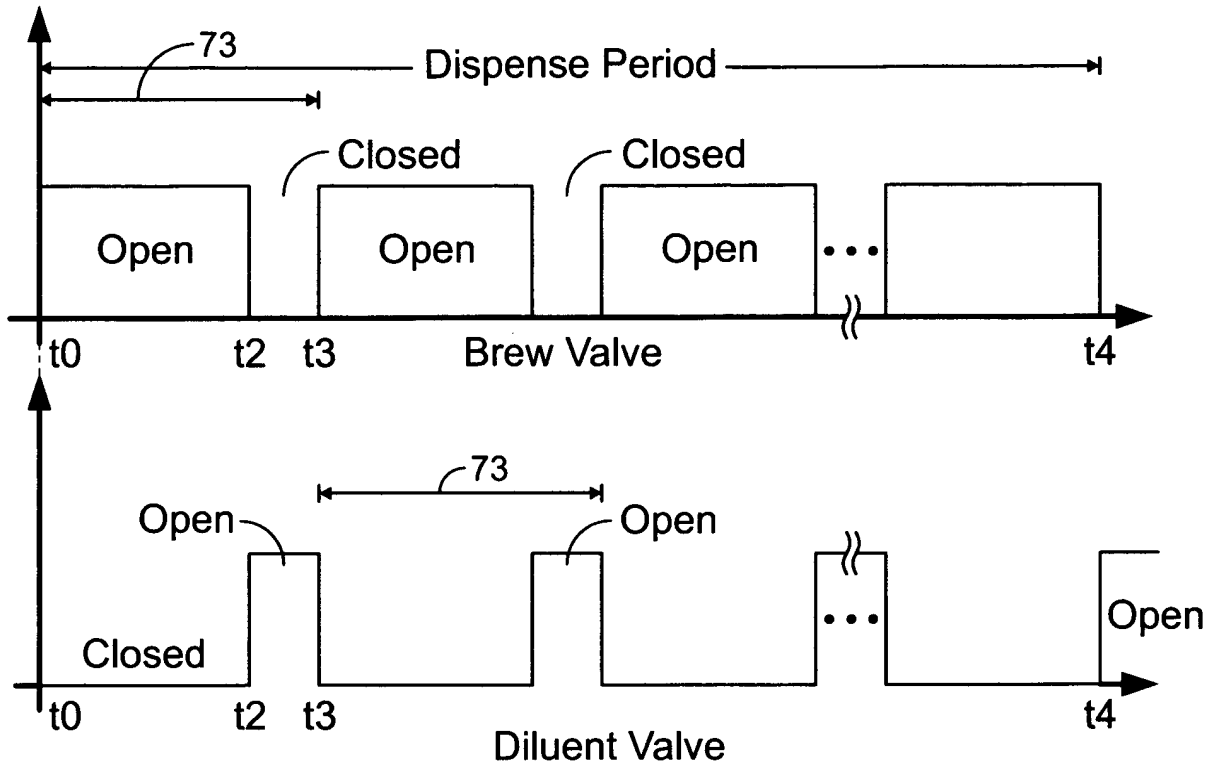 73
Dispense Period
Closed Closed
Open Open Open •••
t0 t2 t3 Brew Valve t4
73
Open Open
••• Open
Closed
t0 t2 t3 t4
Diluent Valve